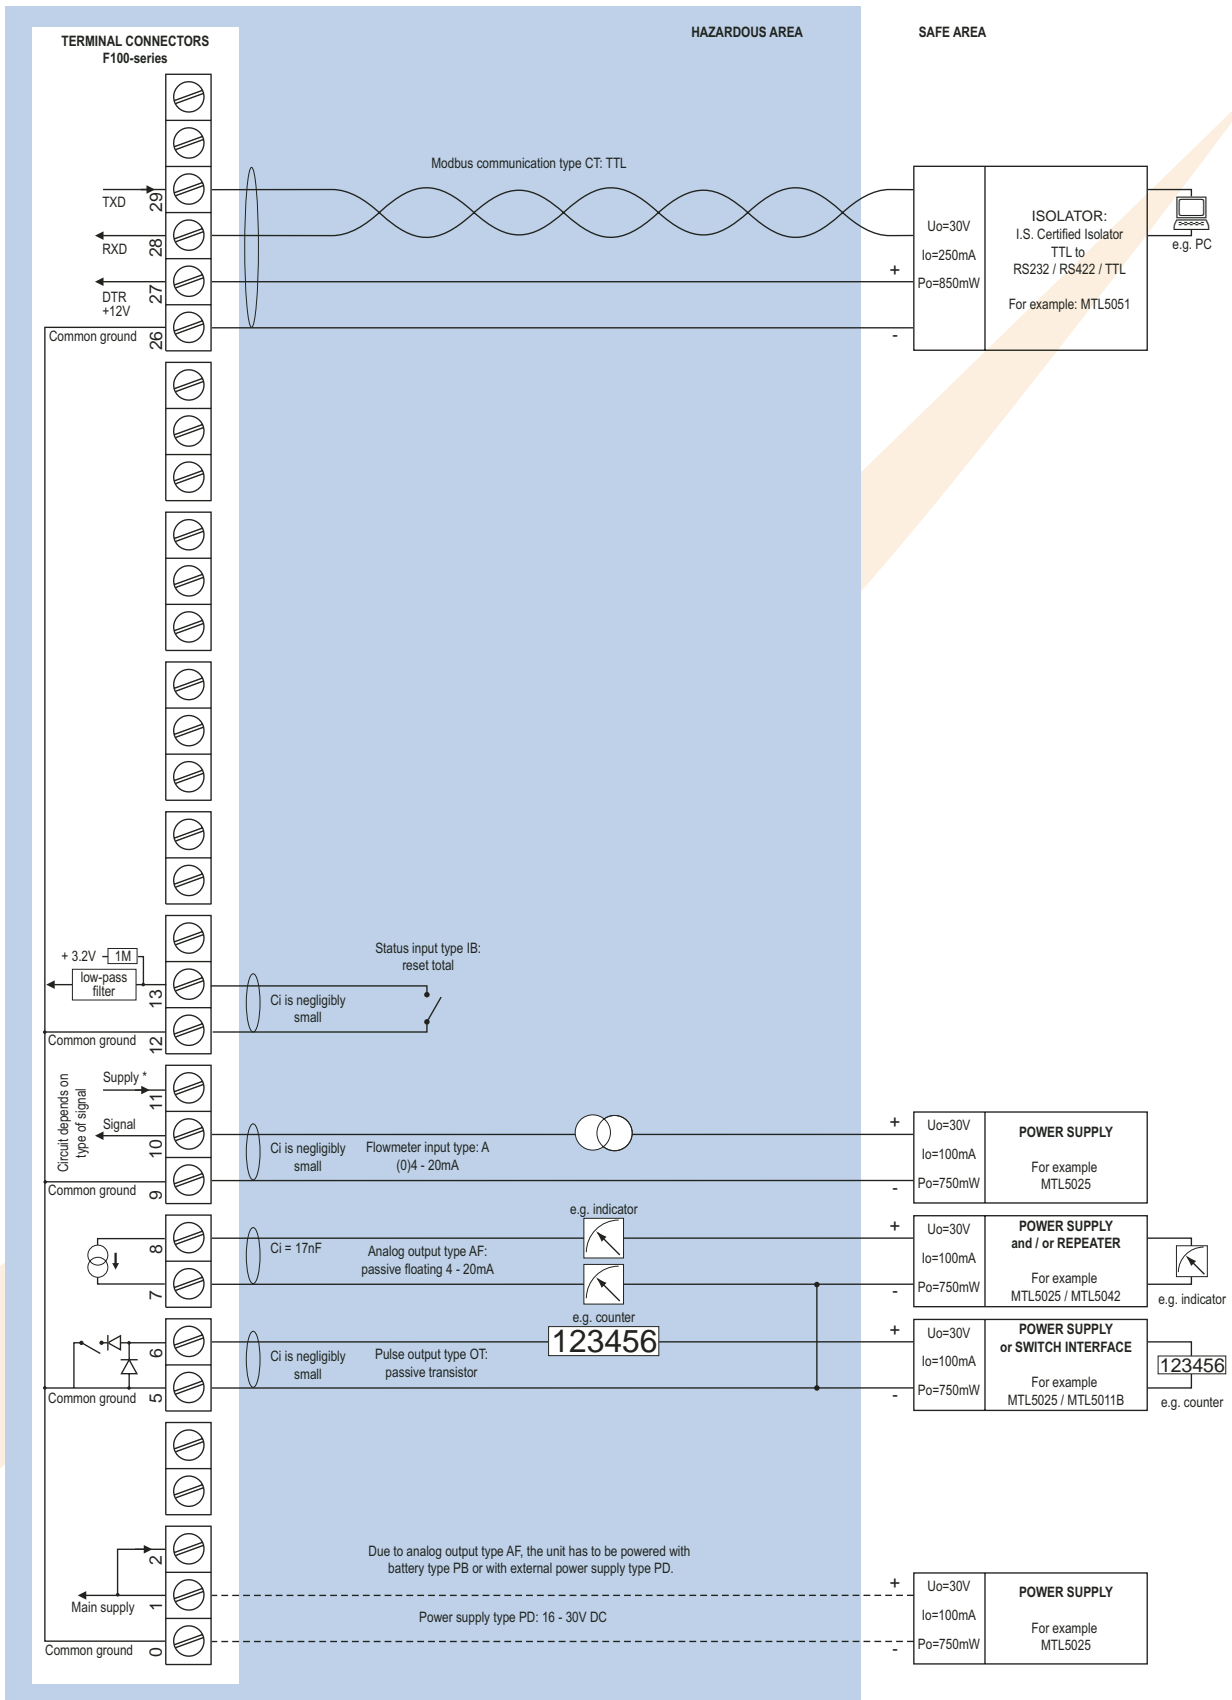 HAZARDOUS AREA
SAFE AREA
TERMINAL CONNECTORS
F100-series
Modbus communication type CT: TTL
TXD
29
RXD
28
DTR
+12V
27
Common ground
26
+
-
Uo=30V
Io=250mA
Po=850mW
ISOLATOR:
I.S. Certified Isolator
TTL to
RS232 / RS422 / TTL
For example: MTL5051
e.g. PC
+ 3.2V
1M
low-pass
filter
13
Common ground
12
Ci is negligibly
small
Status input type IB:
reset total
Circuit depends on
type of signal
Supply *
11
Signal
10
Common ground
9
Ci is negligibly
small
Flowmeter input type: A
(0)4 - 20mA
+
-
Uo=30V
Io=100mA
Po=750mW
POWER SUPPLY
For example
MTL5025
8
7
Ci = 17nF
Analog output type AF:
passive floating 4 - 20mA
e.g. indicator
+
-
Uo=30V
Io=100mA
Po=750mW
POWER SUPPLY
and / or REPEATER
For example
MTL5025 / MTL5042
e.g. indicator
6
Common ground
5
Ci is negligibly
small
Pulse output type OT:
passive transistor
e.g. counter
123456
+
-
Uo=30V
Io=100mA
Po=750mW
POWER SUPPLY
or SWITCH INTERFACE
For example
MTL5025 / MTL5011B
123456
e.g. counter
2
Main supply
1
Common ground
0
Due to analog output type AF, the unit has to be powered with
battery type PB or with external power supply type PD.
Power supply type PD: 16 - 30V DC
+
-
Uo=30V
Io=100mA
Po=750mW
POWER SUPPLY
For example
MTL5025